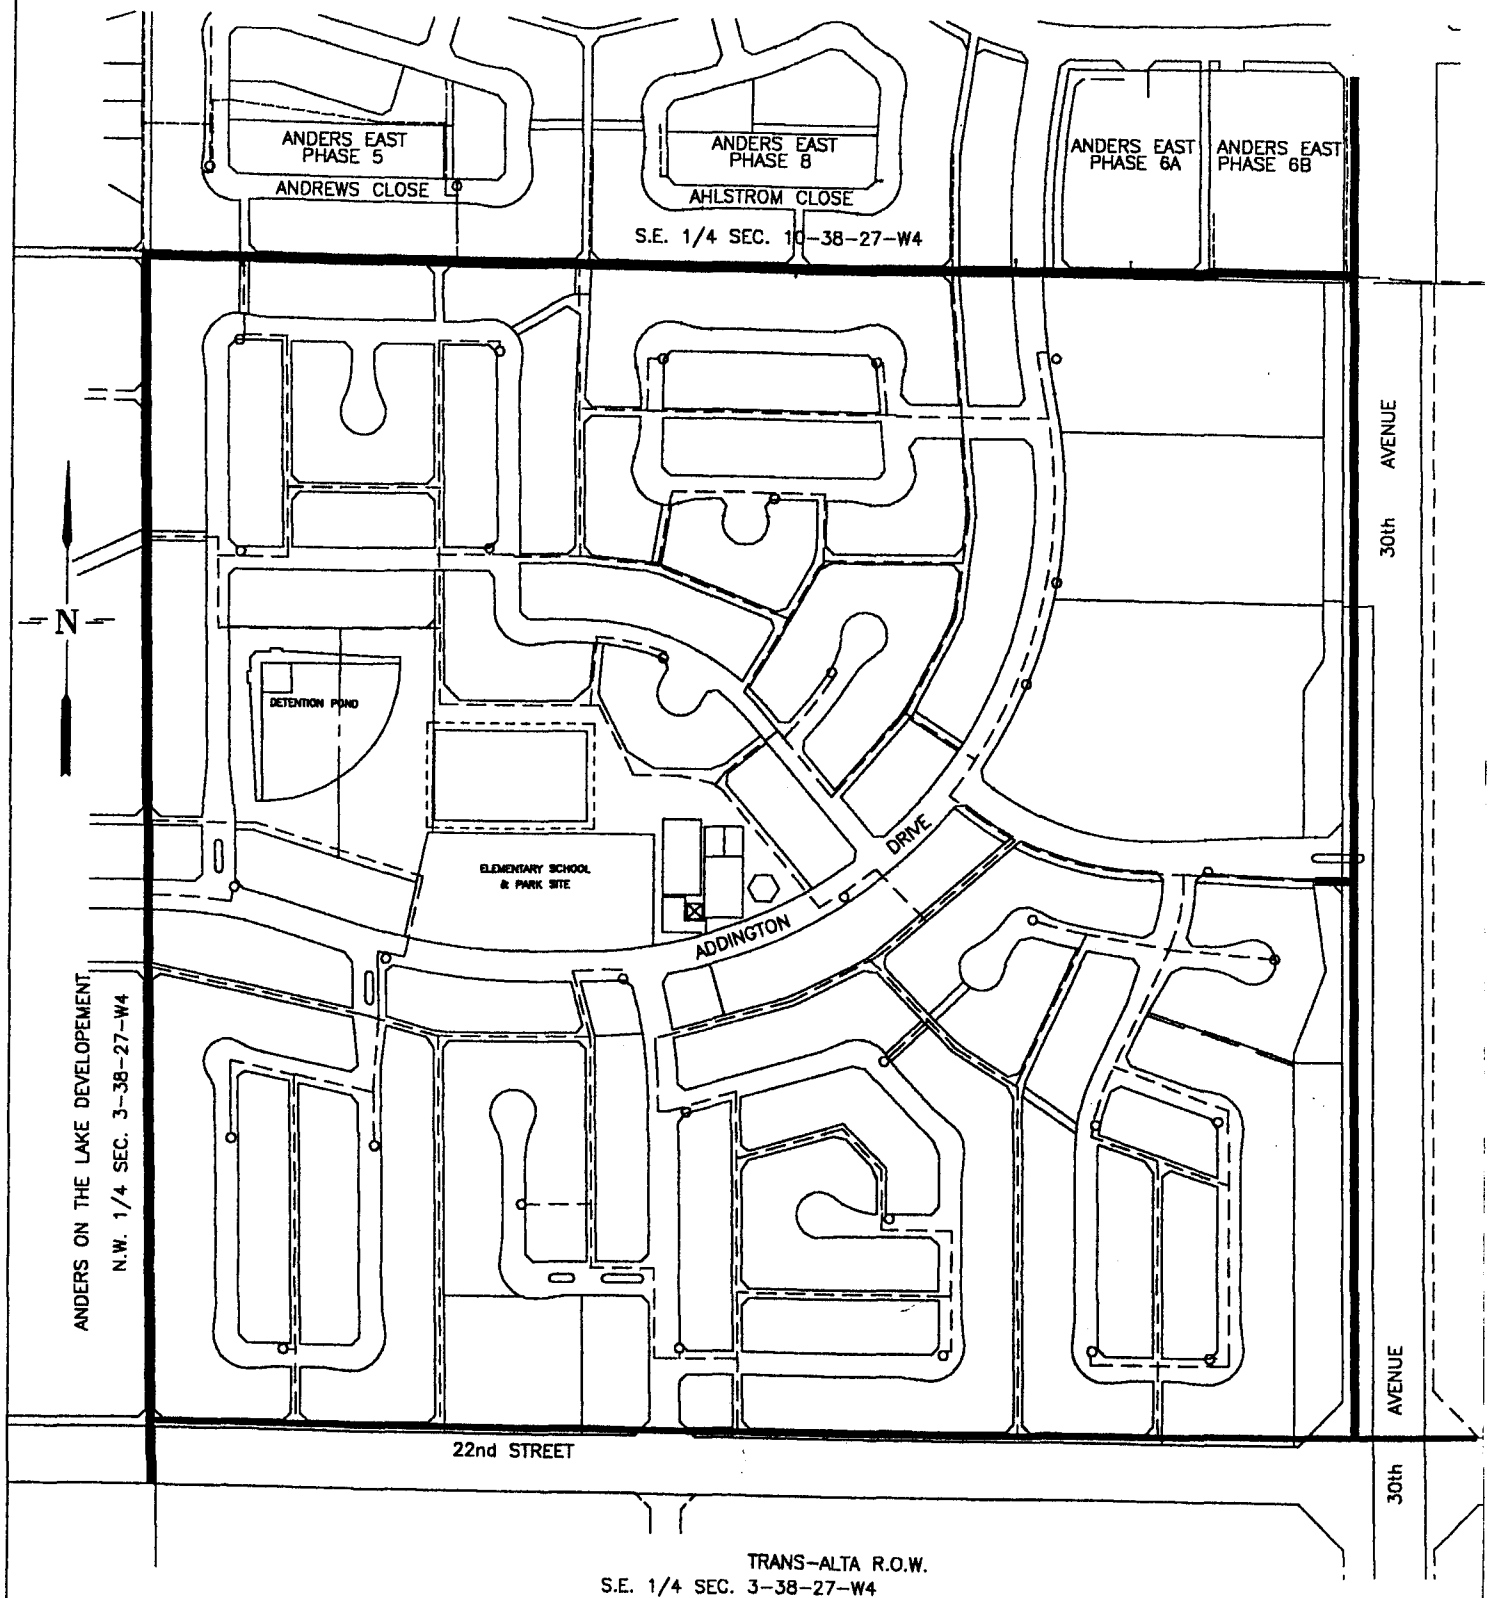 ANDERS EAST
PHASE 5
ANDREWS CLOSE
ANDERS EAST
PHASE 8
AHLSTROM CLOSE
S.E. 1/4 SEC. 10-38-27-W4
ANDERS EAST
PHASE 6A
ANDERS EAST
PHASE 6B
30th AVENUE
N
DETENTION POND
ELEMENTARY SCHOOL
& PARK SITE
ADDINGTON DRIVE
ANDERS ON THE LAKE DEVELOPEMENT
N.W. 1/4 SEC. 3-38-27-W4
22nd STREET
30th AVENUE
TRANS-ALTA R.O.W.
S.E. 1/4 SEC. 3-38-27-W4